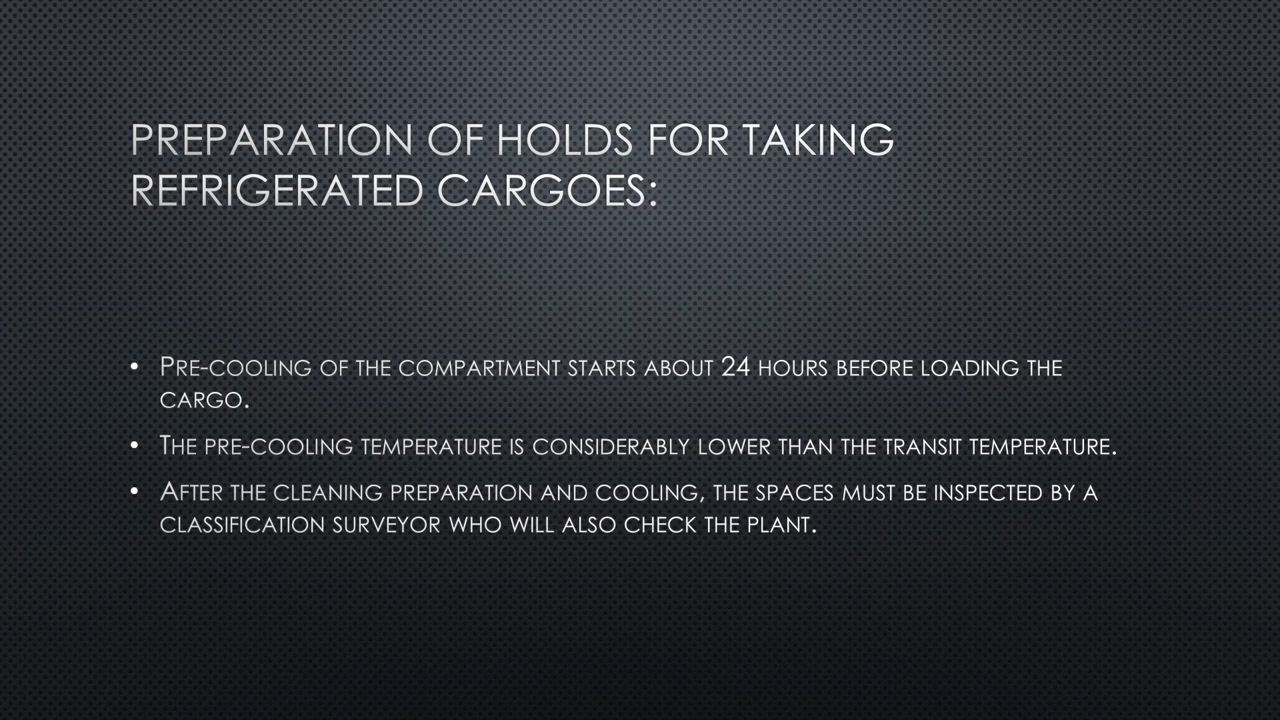 PREPARATION OF HOLDS FOR TAKING
REFRIGERATED CARGOES:
• PRE-COOLING OF THE COMPARTMENT STARTS ABOUT 24 HOURS BEFORE LOADING THE
CARGO.
• THE PRE-COOLING TEMPERATURE IS CONSIDERABLY LOWER THAN THE TRANSIT TEMPERATURE.
• AFTER THE CLEANING PREPARATION AND COOLING, THE SPACES MUST BE INSPECTED BY A
CLASSIFICATION SURVEYOR WHO WILL ALSO CHECK THE PLANT.